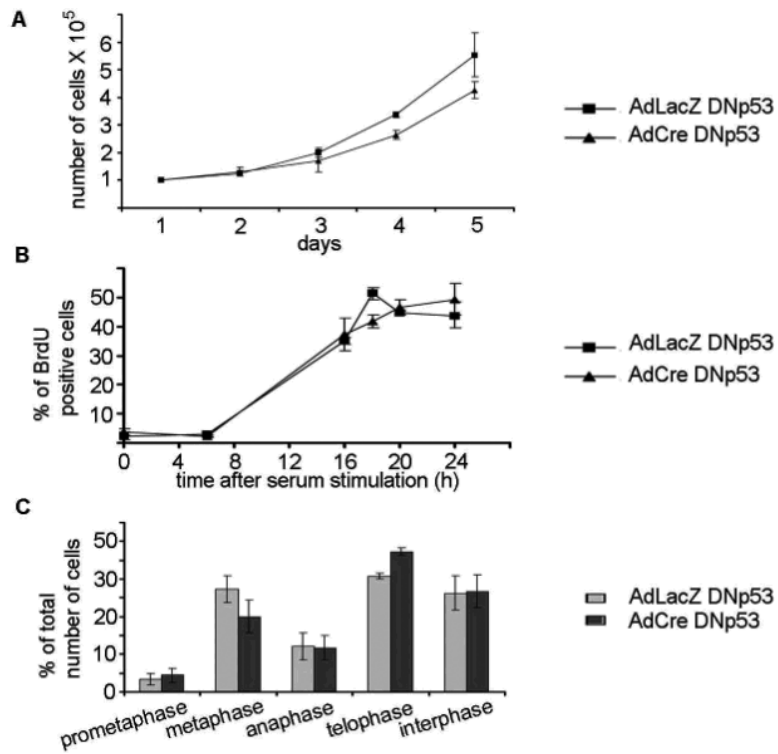 A
number of cells X 10⁵
6
5
4
3
2
1
1 2 3 4 5
days
AdLacZ DNp53
AdCre DNp53
B
% of BrdU
positive cells
50
40
30
20
10
0 4 8 12 16 20 24
time after serum stimulation (h)
AdLacZ DNp53
AdCre DNp53
C
% of total
number of cells
50
30
20
10
0
prometaphase metaphase anaphase telophase interphase
AdLacZ DNp53
AdCre DNp53